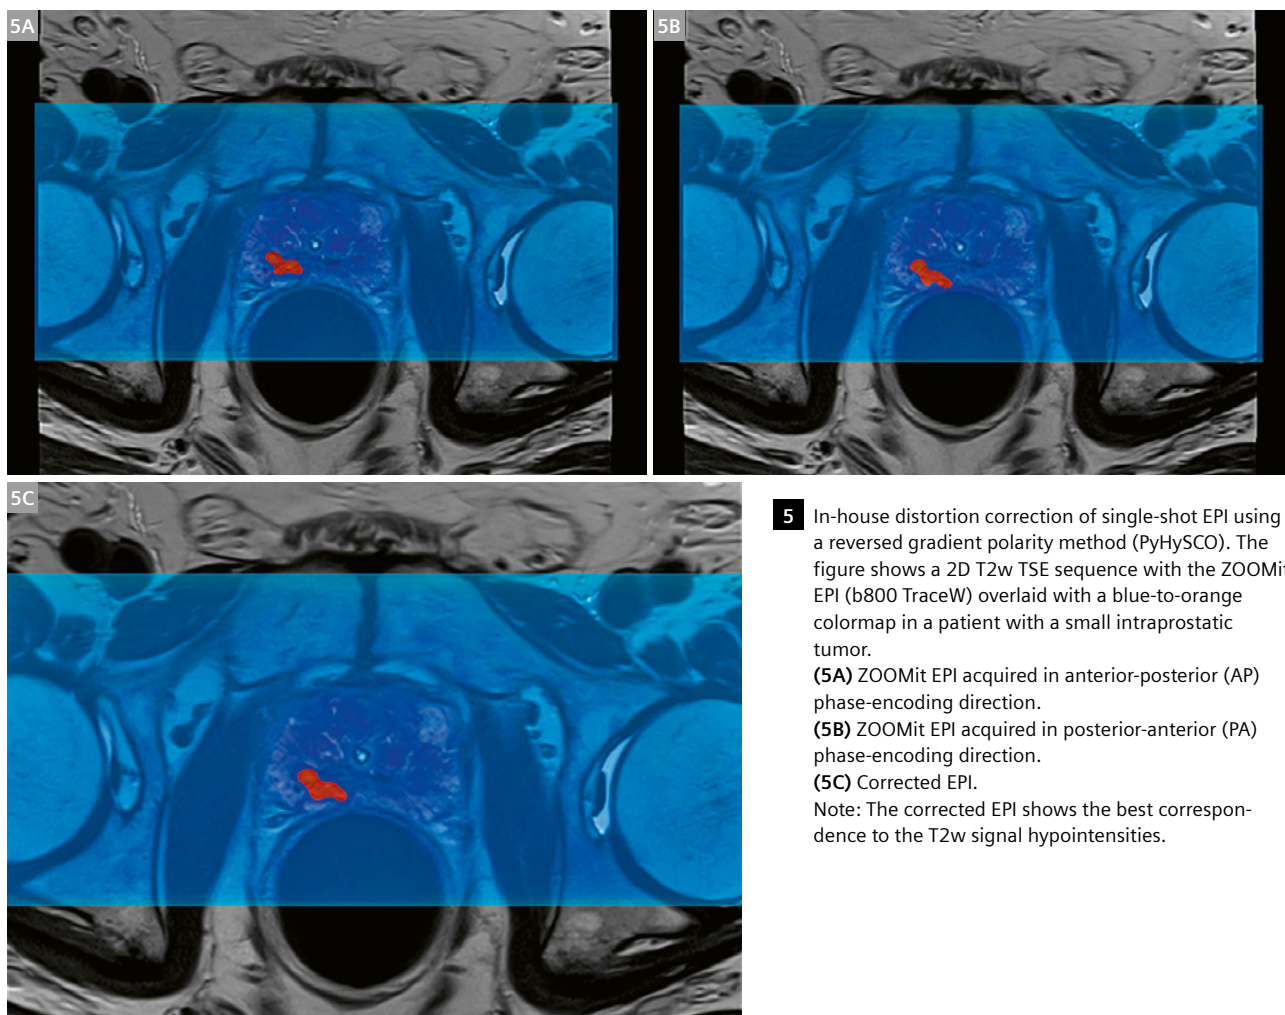 5A
5B
5C
5 In-house distortion correction of single-shot EPI using
a reversed gradient polarity method (PyHySCO). The
figure shows a 2D T2w TSE sequence with the ZOOMit
EPI (b800 TraceW) overlaid with a blue-to-orange
colormap in a patient with a small intraprostatic
tumor.
(5A) ZOOMit EPI acquired in anterior-posterior (AP)
phase-encoding direction.
(5B) ZOOMit EPI acquired in posterior-anterior (PA)
phase-encoding direction.
(5C) Corrected EPI.
Note: The corrected EPI shows the best correspon-
dence to the T2w signal hypointensities.